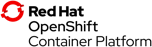 Red Hat
OpenShift
Container Platform